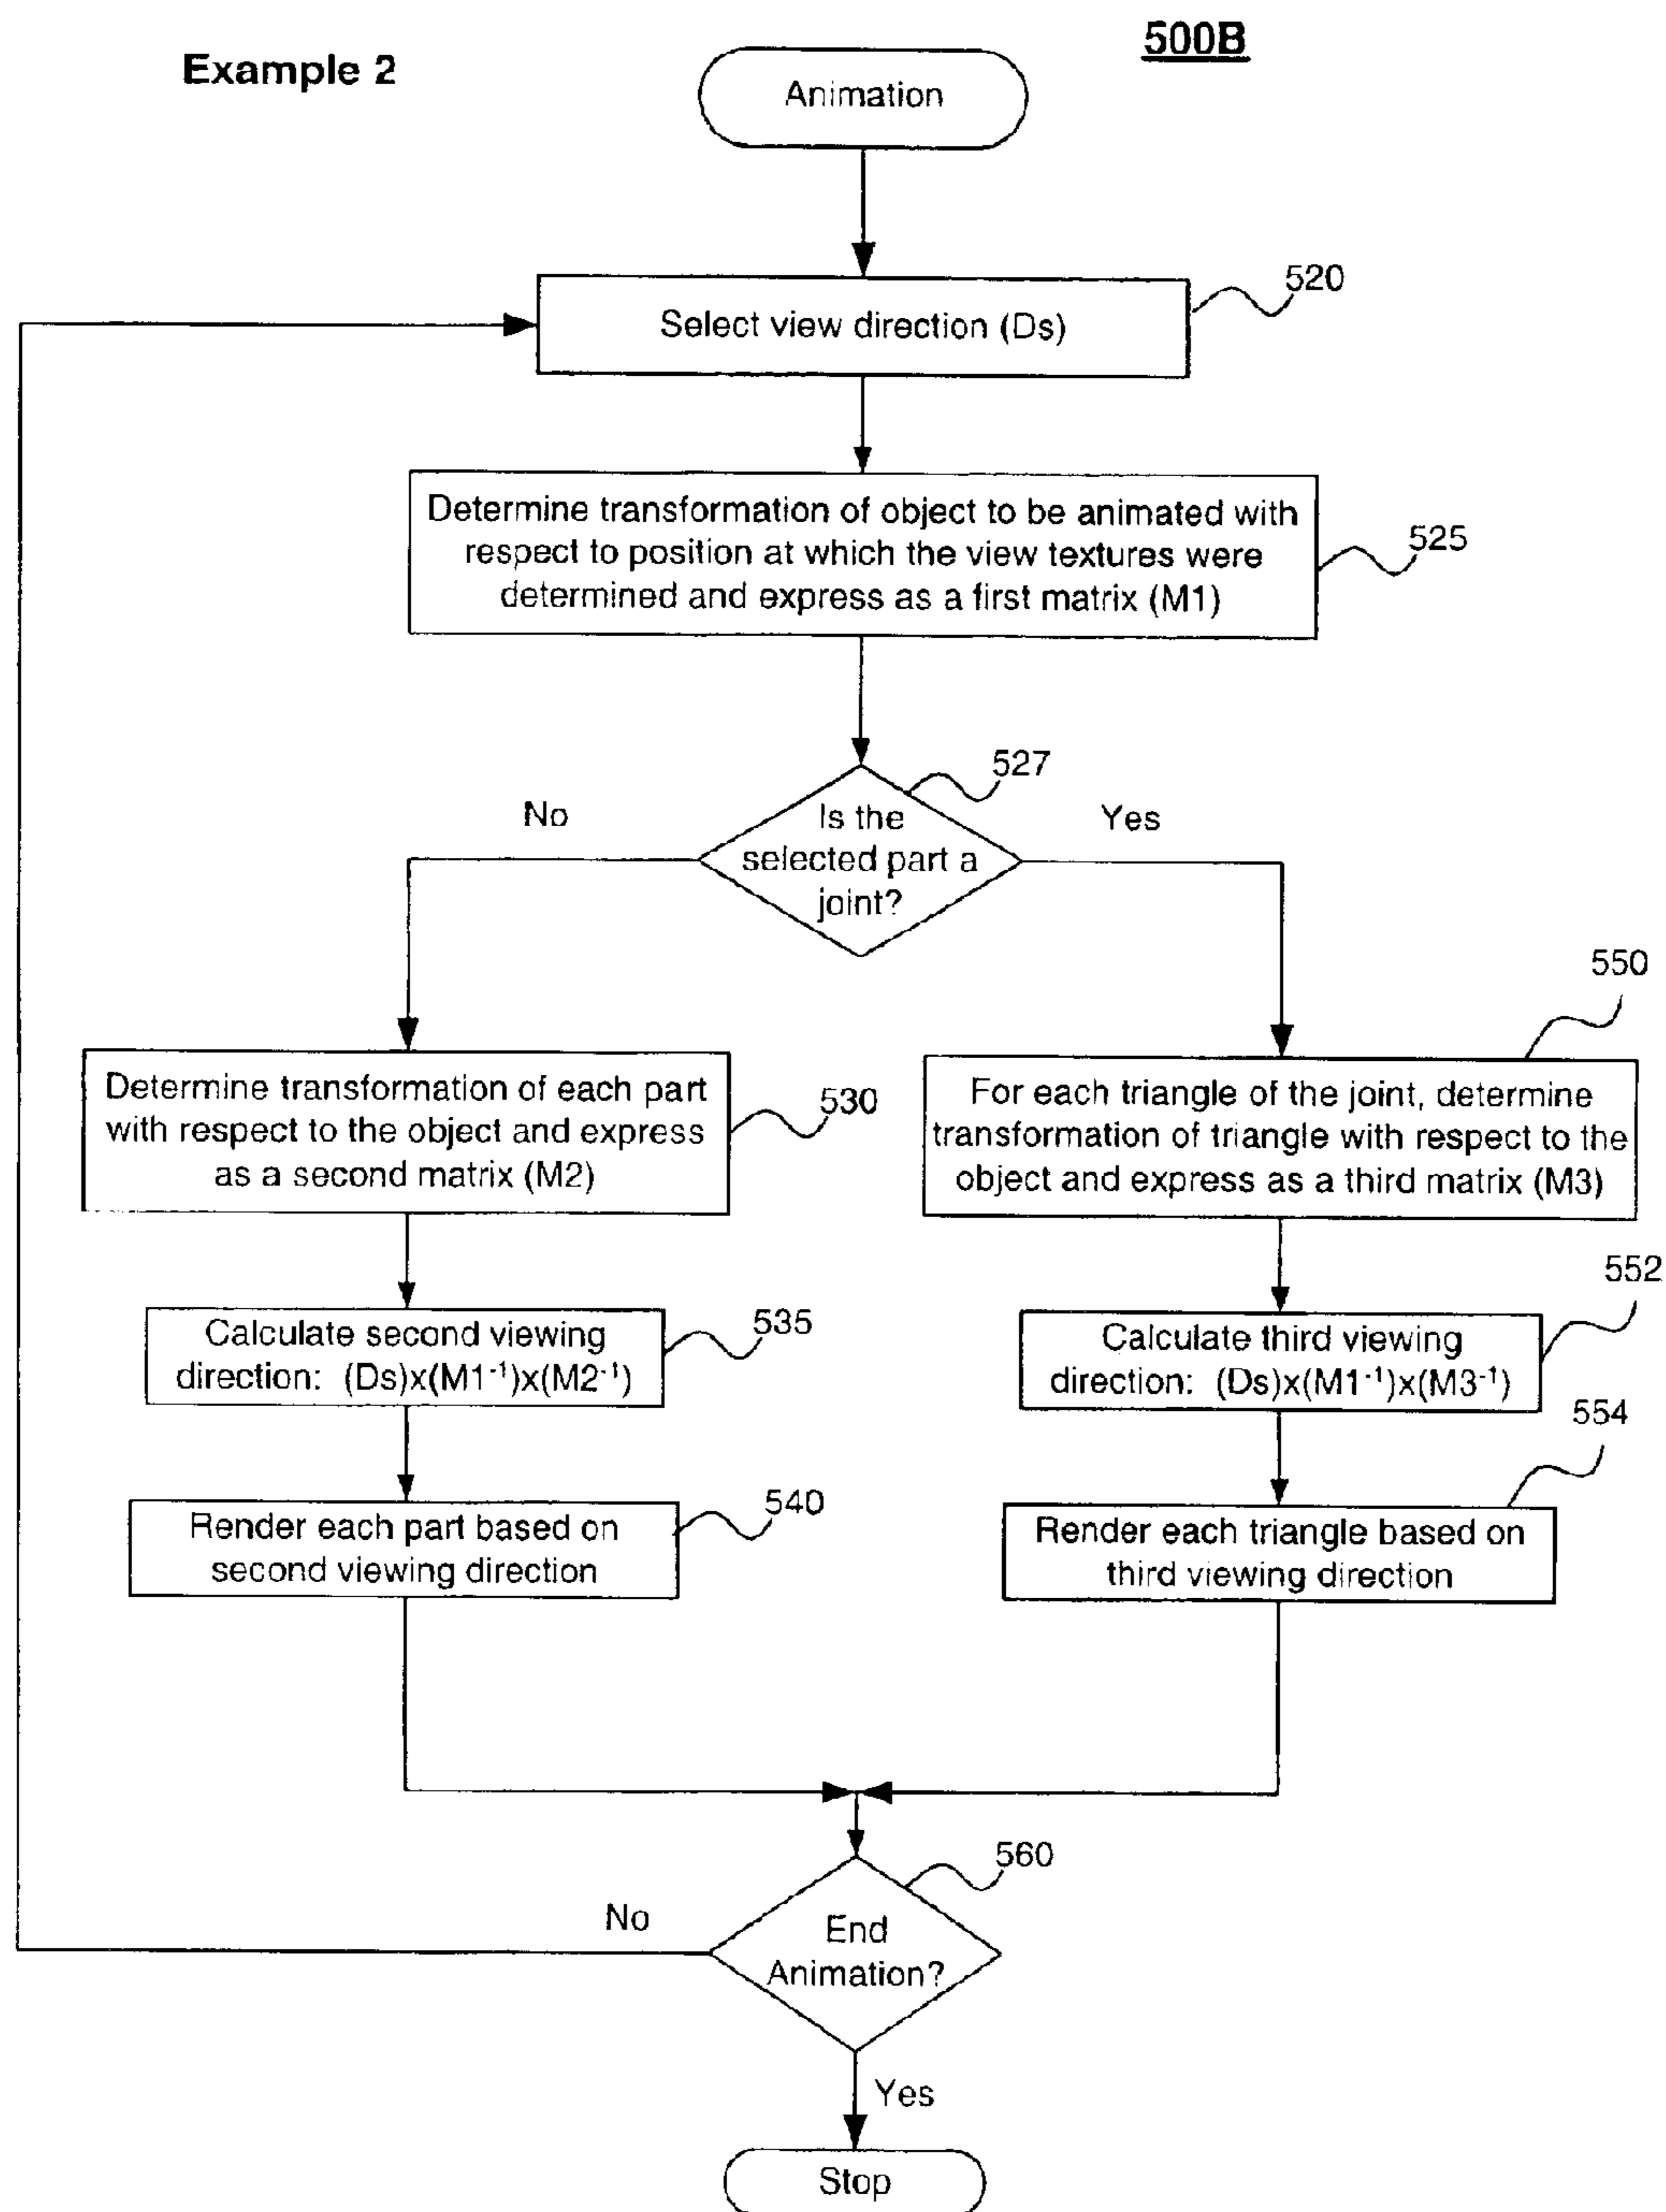 500B
Example 2
Animation
520
Select view direction (Ds)
Determine transformation of object to be animated with
respect to position at which the view textures were
determined and express as a first matrix (M1)
525
527
No
Yes
Is the
selected part a
joint?
550
Determine transformation of each part
with respect to the object and express
as a second matrix (M2)
530
For each triangle of the joint, determine
transformation of triangle with respect to the
object and express as a third matrix (M3)
552
Calculate second viewing
direction: (Ds)x(M1⁻¹)x(M2⁻¹)
535
Calculate third viewing
direction: (Ds)x(M1⁻¹)x(M3⁻¹)
554
Render each part based on
second viewing direction
540
Render each triangle based on
third viewing direction
560
No
End
Animation?
Yes
Stop